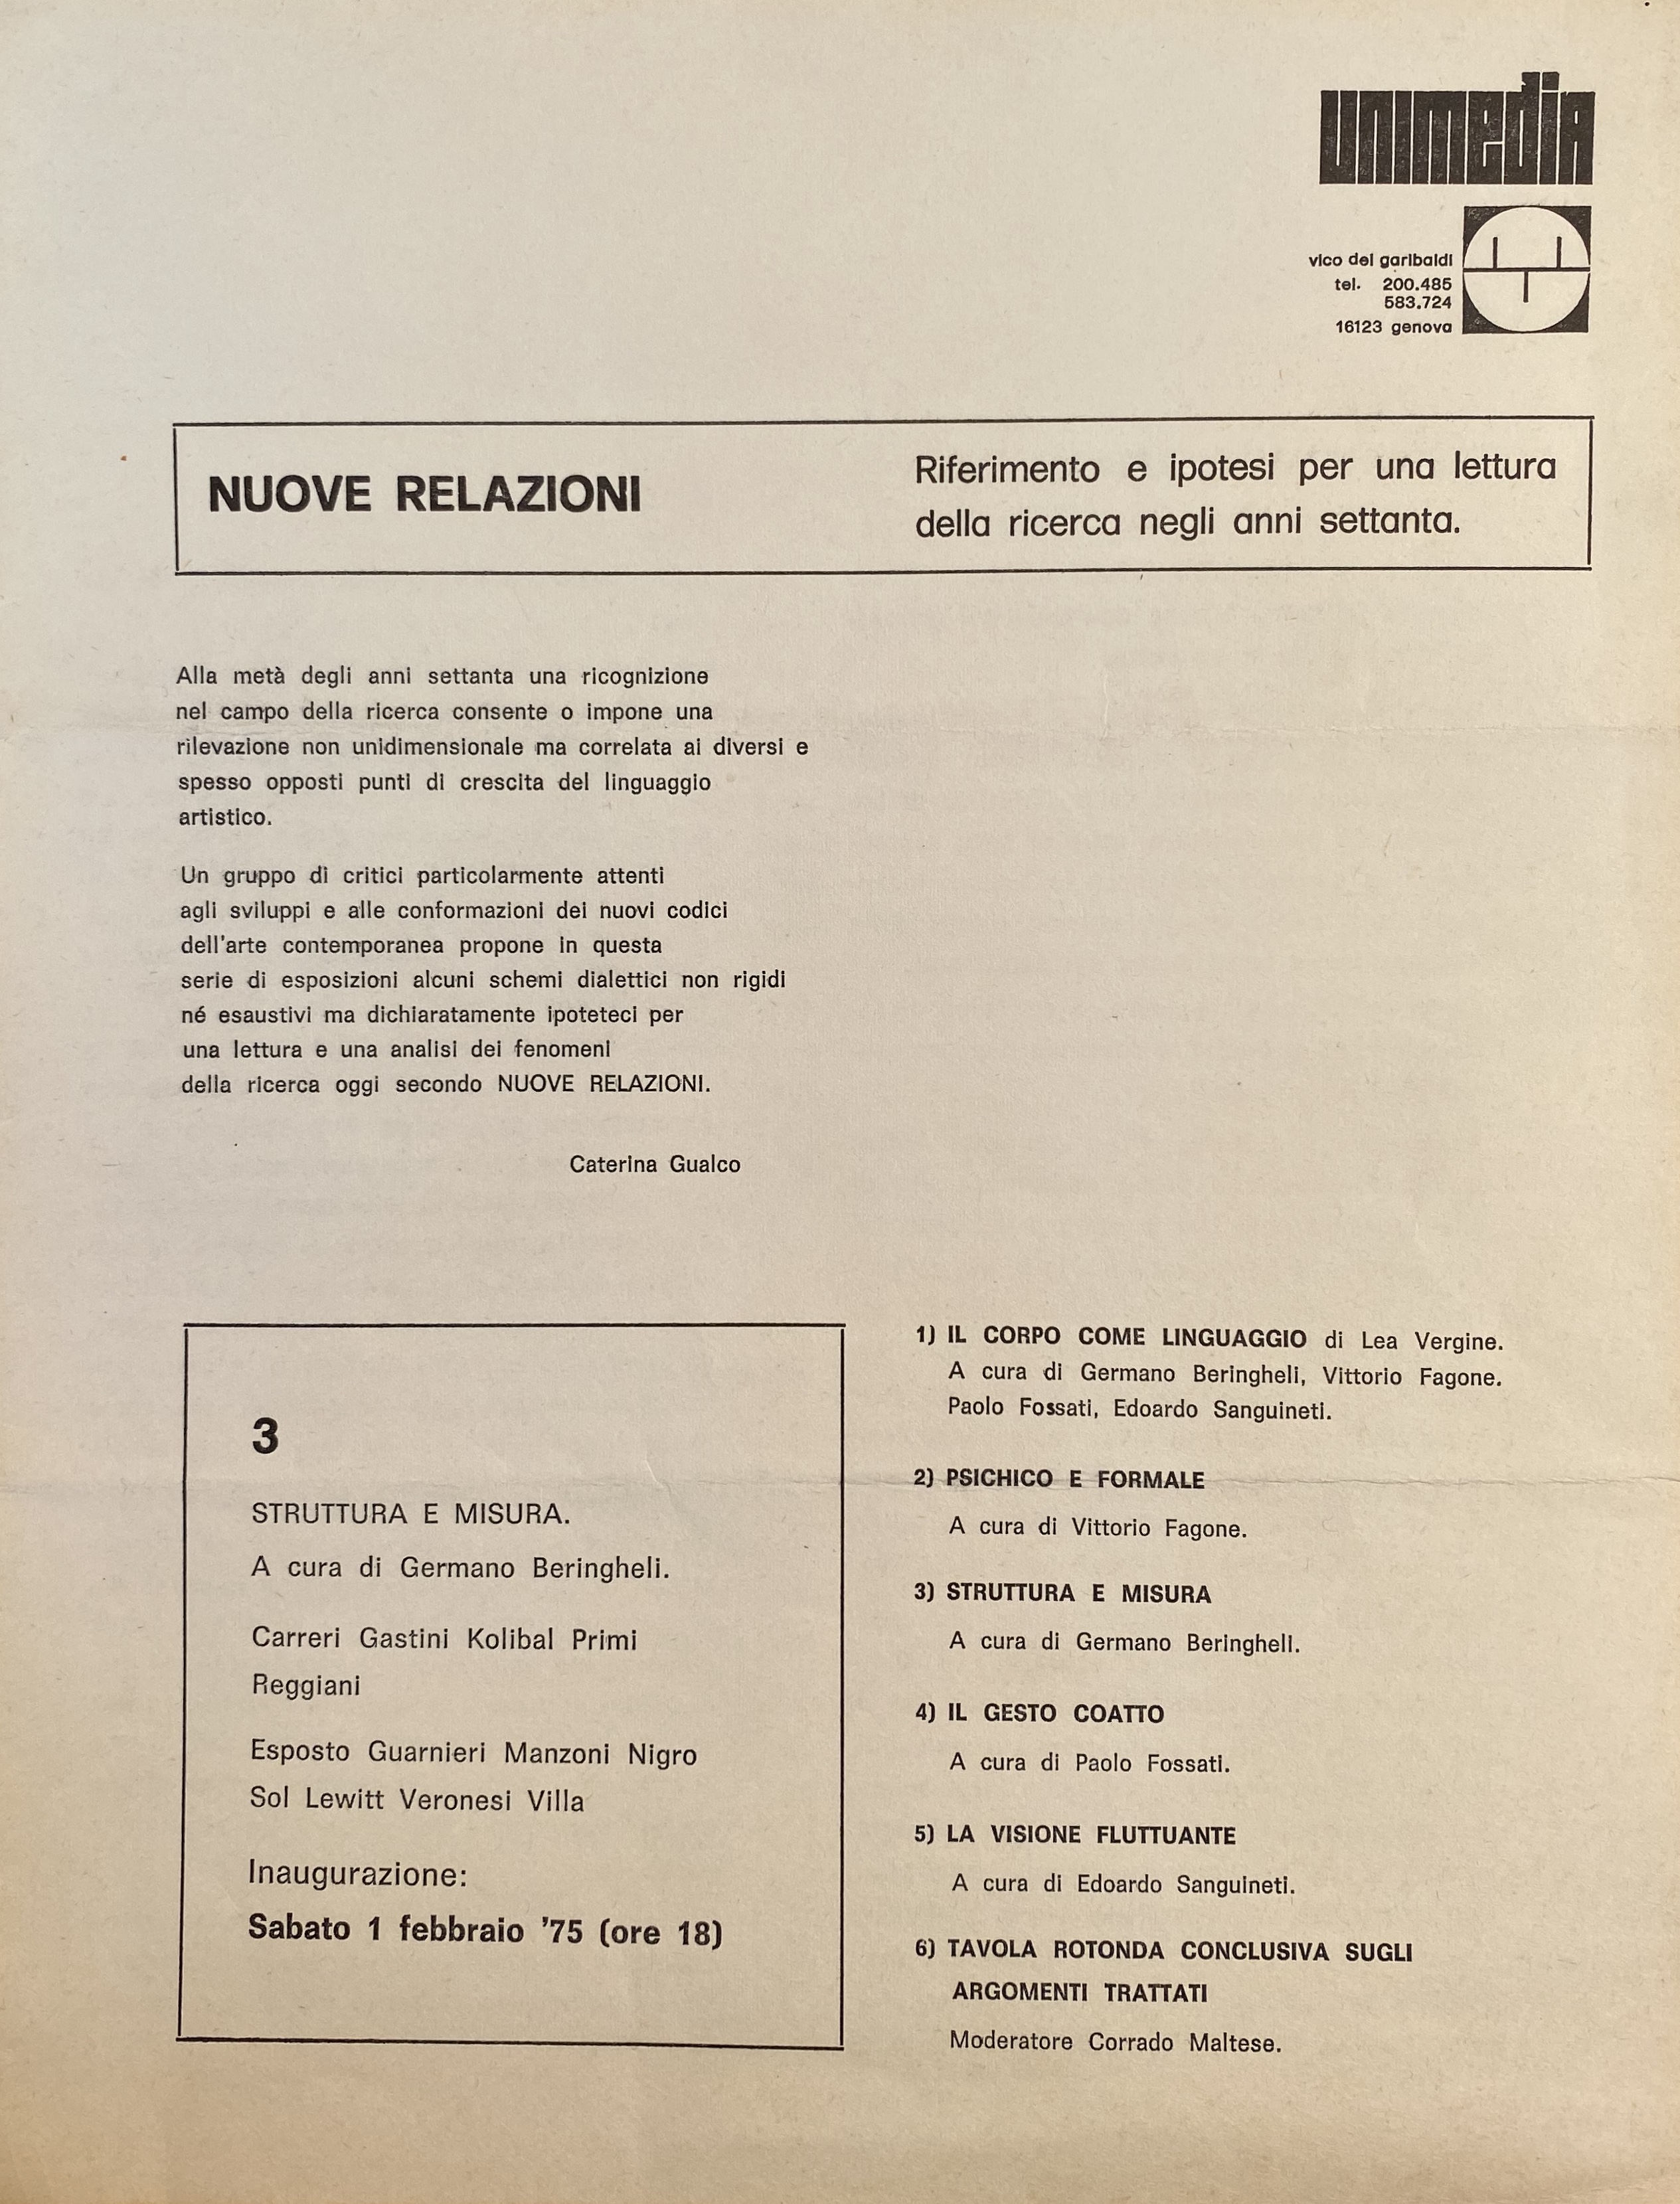 unimedia
vico dei garibaldi
tel. 200.485
583.724
16123 genova
NUOVE RELAZIONI
Riferimento e ipotesi per una lettura
della ricerca negli anni settanta.
Alla metà degli anni settanta una ricognizione
nel campo della ricerca consente o impone una
rilevazione non unidimensionale ma correlata ai diversi e
spesso opposti punti di crescita del linguaggio
artistico.
Un gruppo di critici particolarmente attenti
agli sviluppi e alle conformazioni dei nuovi codici
dell'arte contemporanea propone in questa
serie di esposizioni alcuni schemi dialettici non rigidi
né esaustivi ma dichiaratamente ipoteteci per
una lettura e una analisi dei fenomeni
della ricerca oggi secondo NUOVE RELAZIONI.
Caterina Gualco
3
STRUTTURA E MISURA.
A cura di Germano Beringheli.
Carreri Gastini Kolibal Primi
Reggiani
Esposto Guarnieri Manzoni Nigro
Sol Lewitt Veronesi Villa
Inaugurazione:
Sabato 1 febbraio '75 (ore 18)
1) IL CORPO COME LINGUAGGIO di Lea Vergine.
A cura di Germano Beringheli, Vittorio Fagone.
Paolo Fossati, Edoardo Sanguineti.
2) PSICHICO E FORMALE
A cura di Vittorio Fagone.
3) STRUTTURA E MISURA
A cura di Germano Beringheli.
4) IL GESTO COATTO
A cura di Paolo Fossati.
5) LA VISIONE FLUTTUANTE
A cura di Edoardo Sanguineti.
6) TAVOLA ROTONDA CONCLUSIVA SUGLI
ARGOMENTI TRATTATI
Moderatore Corrado Maltese.